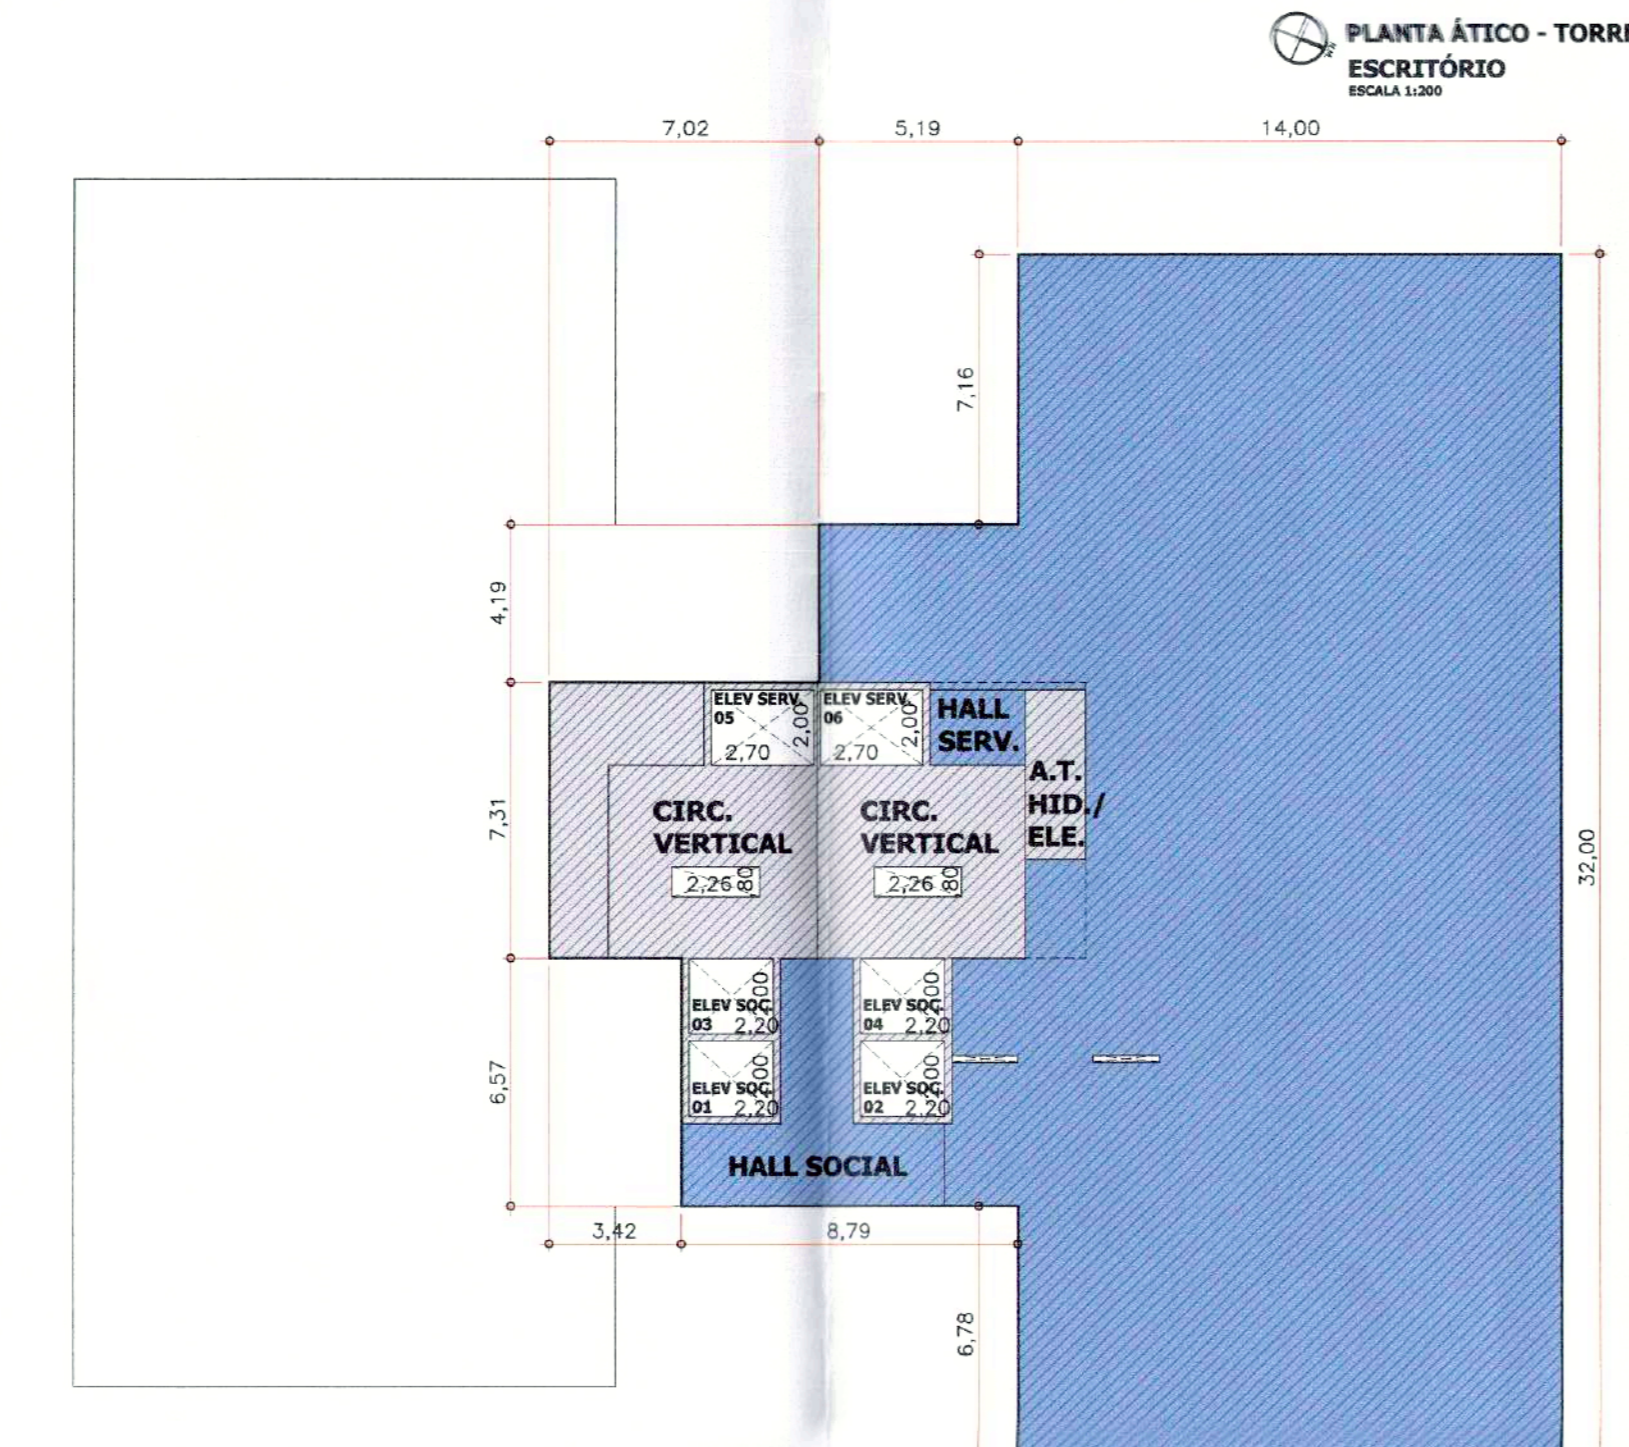 PLANTA ÁTICO - TORR
ESCRITÓRIO
ESCALA 1:200
7,02
5,19
14,00
7,16
4,19
7,31
6,57
32,00
ELEV SERV.
05
2,00
2,70
ELEV SERV.
06
2,00
2,70
HALL
SERV.
A.T.
HID./
ELE.
CIRC.
VERTICAL
2,26
80
CIRC.
VERTICAL
2,26
80
ELEV SOC.
03
2,20
ELEV SOC.
04
2,20
ELEV SOC.
01
2,20
ELEV SOC.
02
2,20
HALL SOCIAL
3,42
8,79
6,78